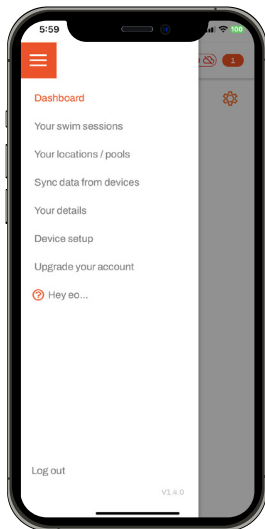 5:59
100
1
Dashboard
Your swim sessions
Your locations / pools
Sync data from devices
Your details
Device setup
Upgrade your account
? Hey eo...
Log out
V1.4.0